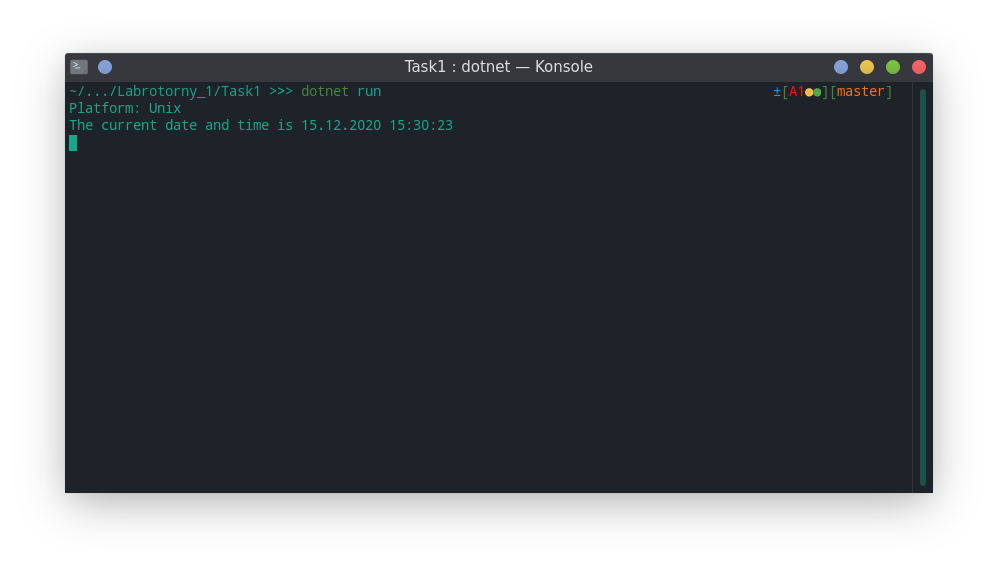 Task1 : dotnet — Konsole
~/.../Labrotorny_1/Task1 >>> dotnet run ±[A1●●][master]
Platform: Unix
The current date and time is 15.12.2020 15:30:23